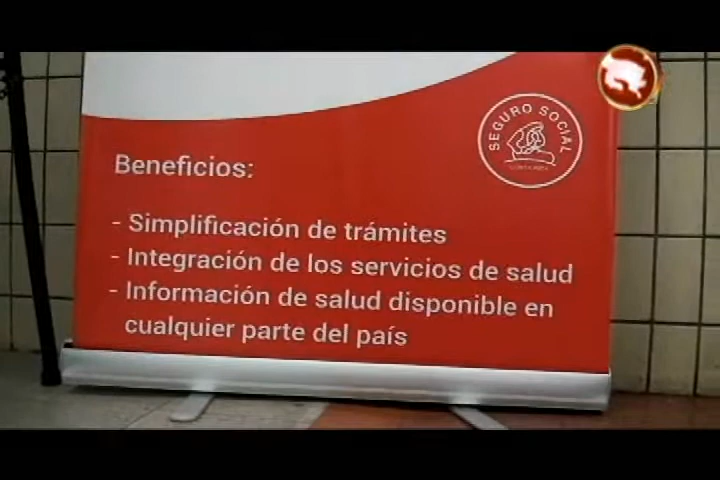 SEGURO SOCIAL
Beneficios:
- Simplificación de trámites
- Integración de los servicios de salud
- Información de salud disponible en
cualquier parte del país